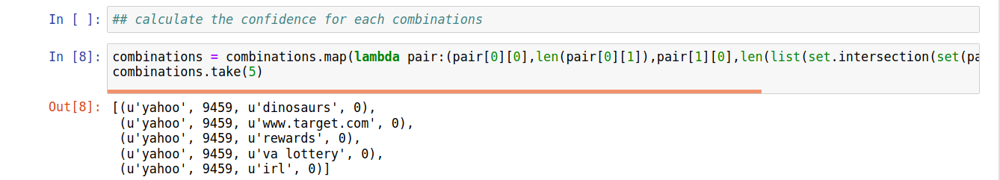 In [ ]: ## calculate the confidence for each combinations
In [8]: combinations = combinations.map(lambda pair:(pair[0][0],len(pair[0][1]),pair[1][0],len(list(set.intersection(set(pa
combinations.take(5)
Out[8]: [(u'yahoo', 9459, u'dinosaurs', 0),
(u'yahoo', 9459, u'www.target.com', 0),
(u'yahoo', 9459, u'rewards', 0),
(u'yahoo', 9459, u'va lottery', 0),
(u'yahoo', 9459, u'irl', 0)]